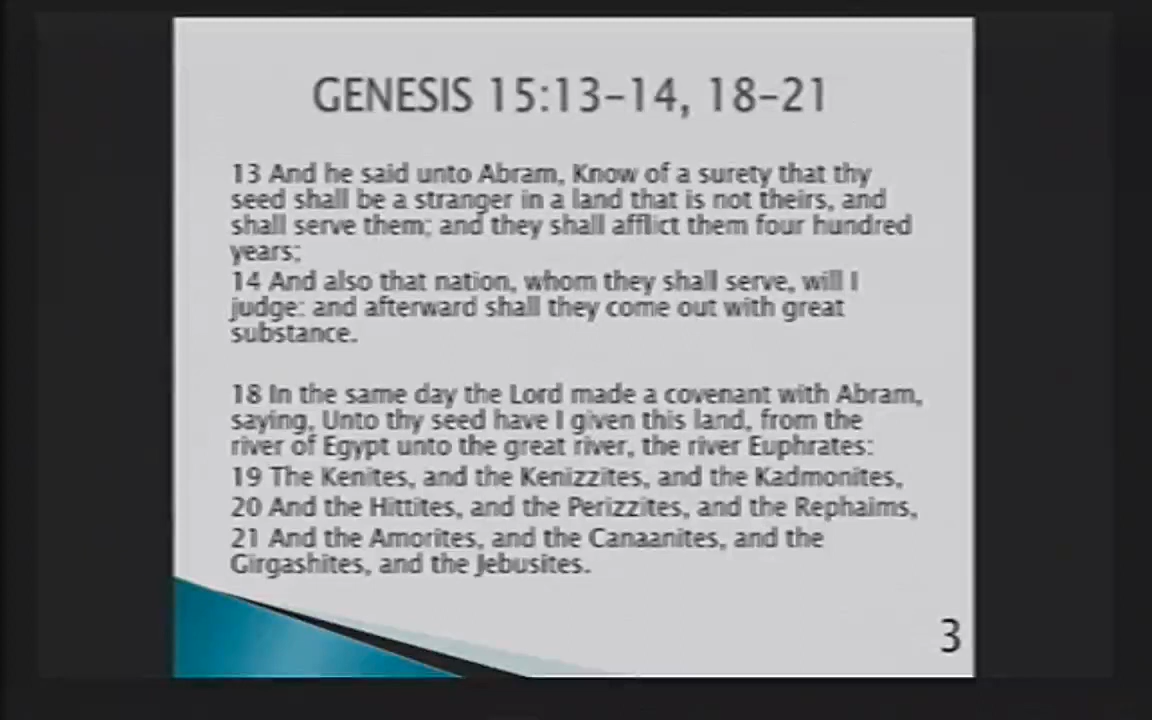 GENESIS 15:13–14, 18–21
13 And he said unto Abram, Know of a surety that thy
seed shall be a stranger in a land that is not theirs, and
shall serve them; and they shall afflict them four hundred
years;
14 And also that nation, whom they shall serve, will I
judge: and afterward shall they come out with great
substance.
18 In the same day the Lord made a covenant with Abram,
saying, Unto thy seed have I given this land, from the
river of Egypt unto the great river, the river Euphrates:
19 The Kenites, and the Kenizzites, and the Kadmonites,
20 And the Hittites, and the Perizzites, and the Rephaims,
21 And the Amorites, and the Canaanites, and the
Girgashites, and the Jebusites.
3